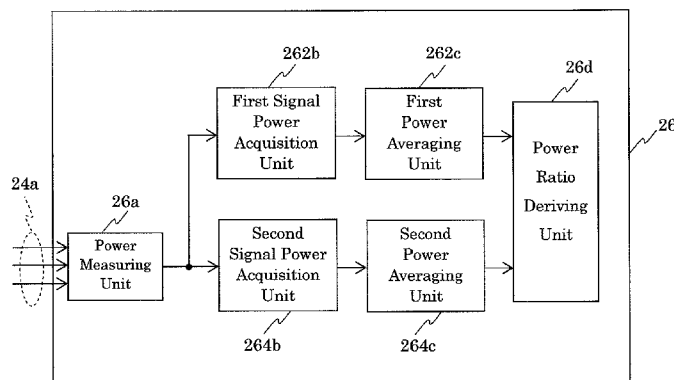 262b
262c
26d
First Signal
Power
Acquisition
Unit
First
Power
Averaging
Unit
Power
Ratio
Deriving
Unit
26
24a
26a
Power
Measuring
Unit
Second
Signal Power
Acquisition
Unit
Second
Power
Averaging
Unit
264b
264c